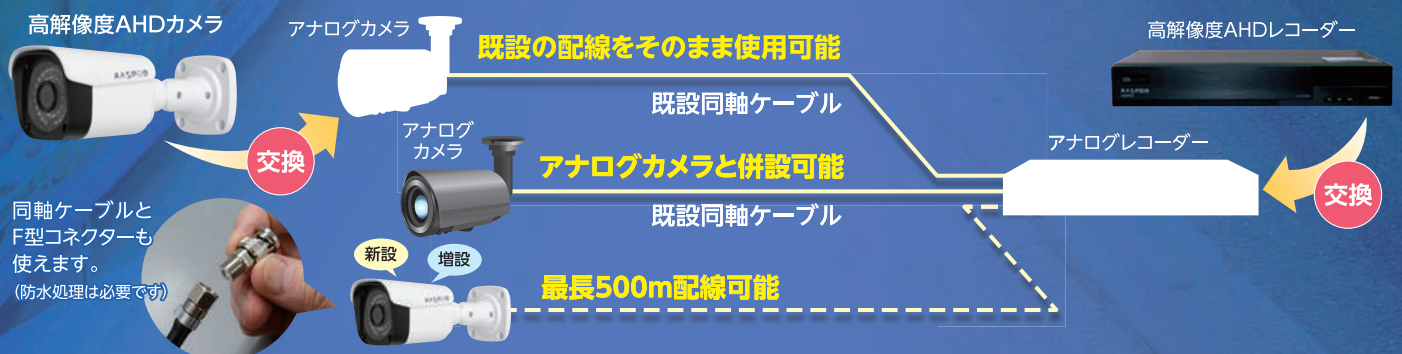 高解像度AHDカメラ
アナログカメラ
既設の配線をそのまま使用可能
高解像度AHDレコーダー
AASPRO
既設同軸ケーブル
AASPRO
アナログ
カメラ
アナログレコーダー
交換
アナログカメラと併設可能
交換
既設同軸ケーブル
同軸ケーブルと
F型コネクターも
使えます。
(防水処理は必要です)
新設
増設
最長500m配線可能
AASPRO